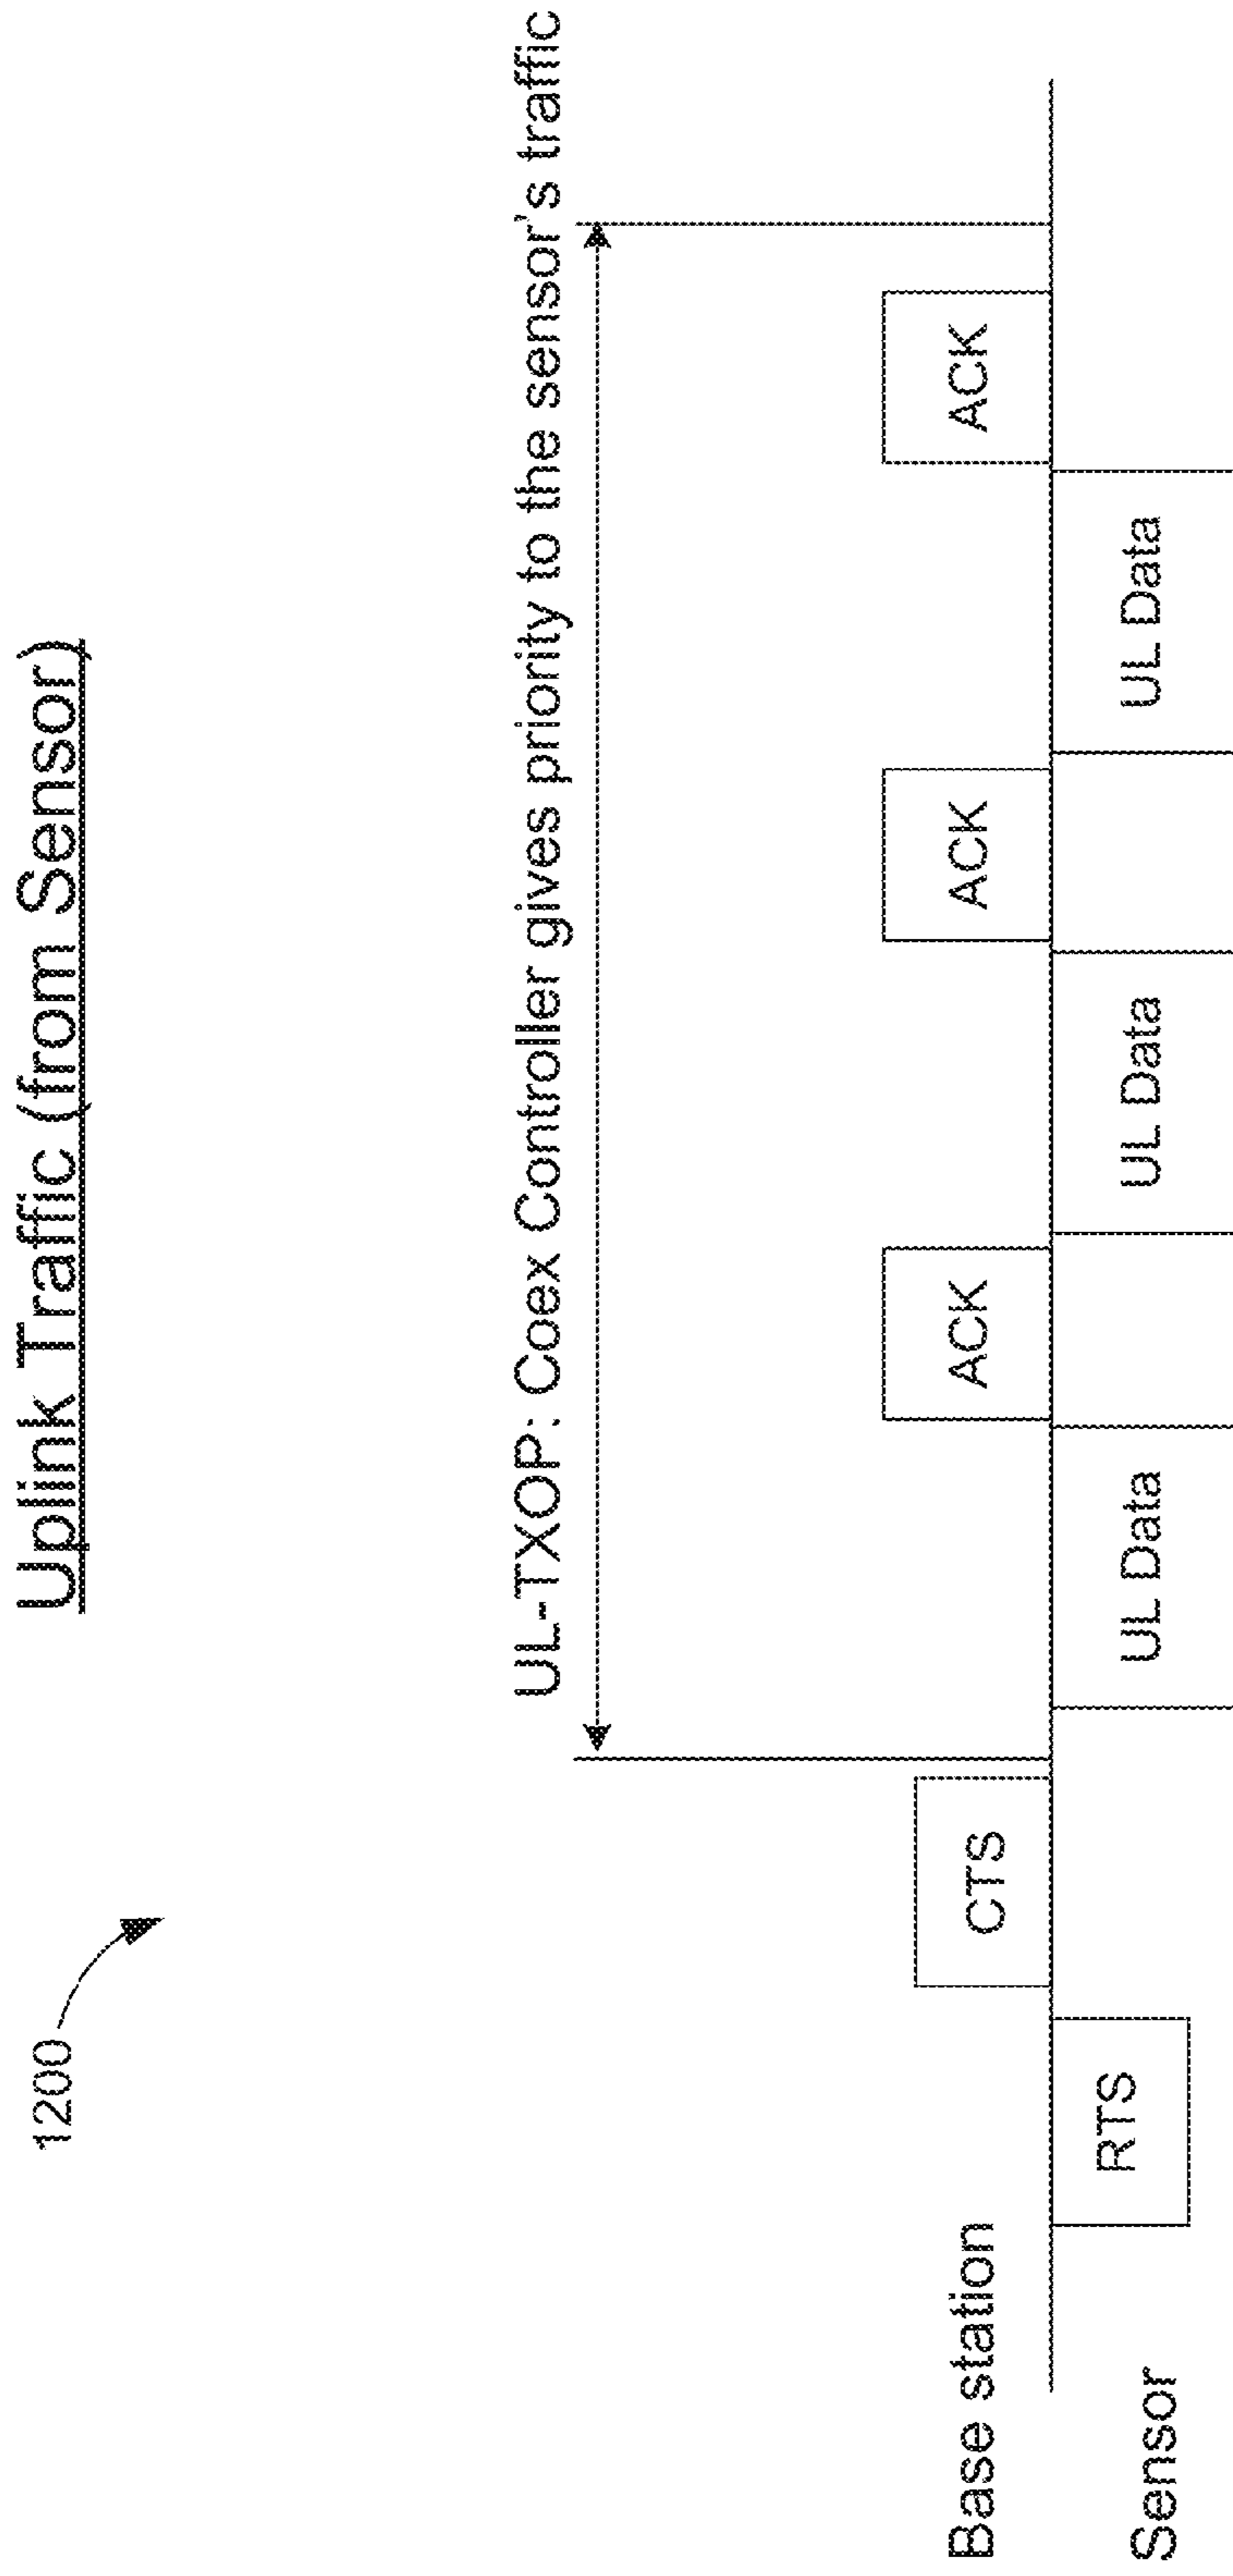 Uplink Traffic (from Sensor)
1200
UL-TXOP: Coex Controller gives priority to the sensor's traffic
Base station
CTS
ACK
ACK
ACK
Sensor
RTS
UL Data
UL Data
UL Data